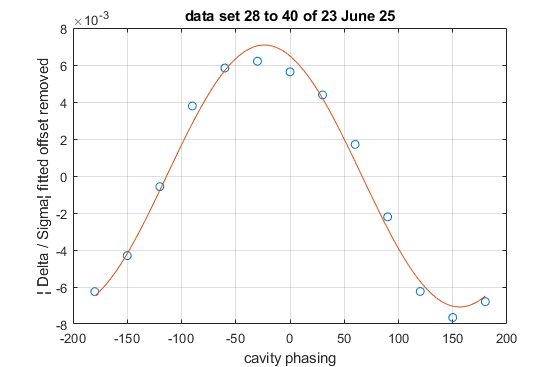 data set 28 to 40 of 23 June 25
×10-3
8
6
4
2
0
-2
-4
-6
-8
¦ Delta / Sigma¦ fitted offset removed
-200 -150 -100 -50 0 50 100 150 200
cavity phasing